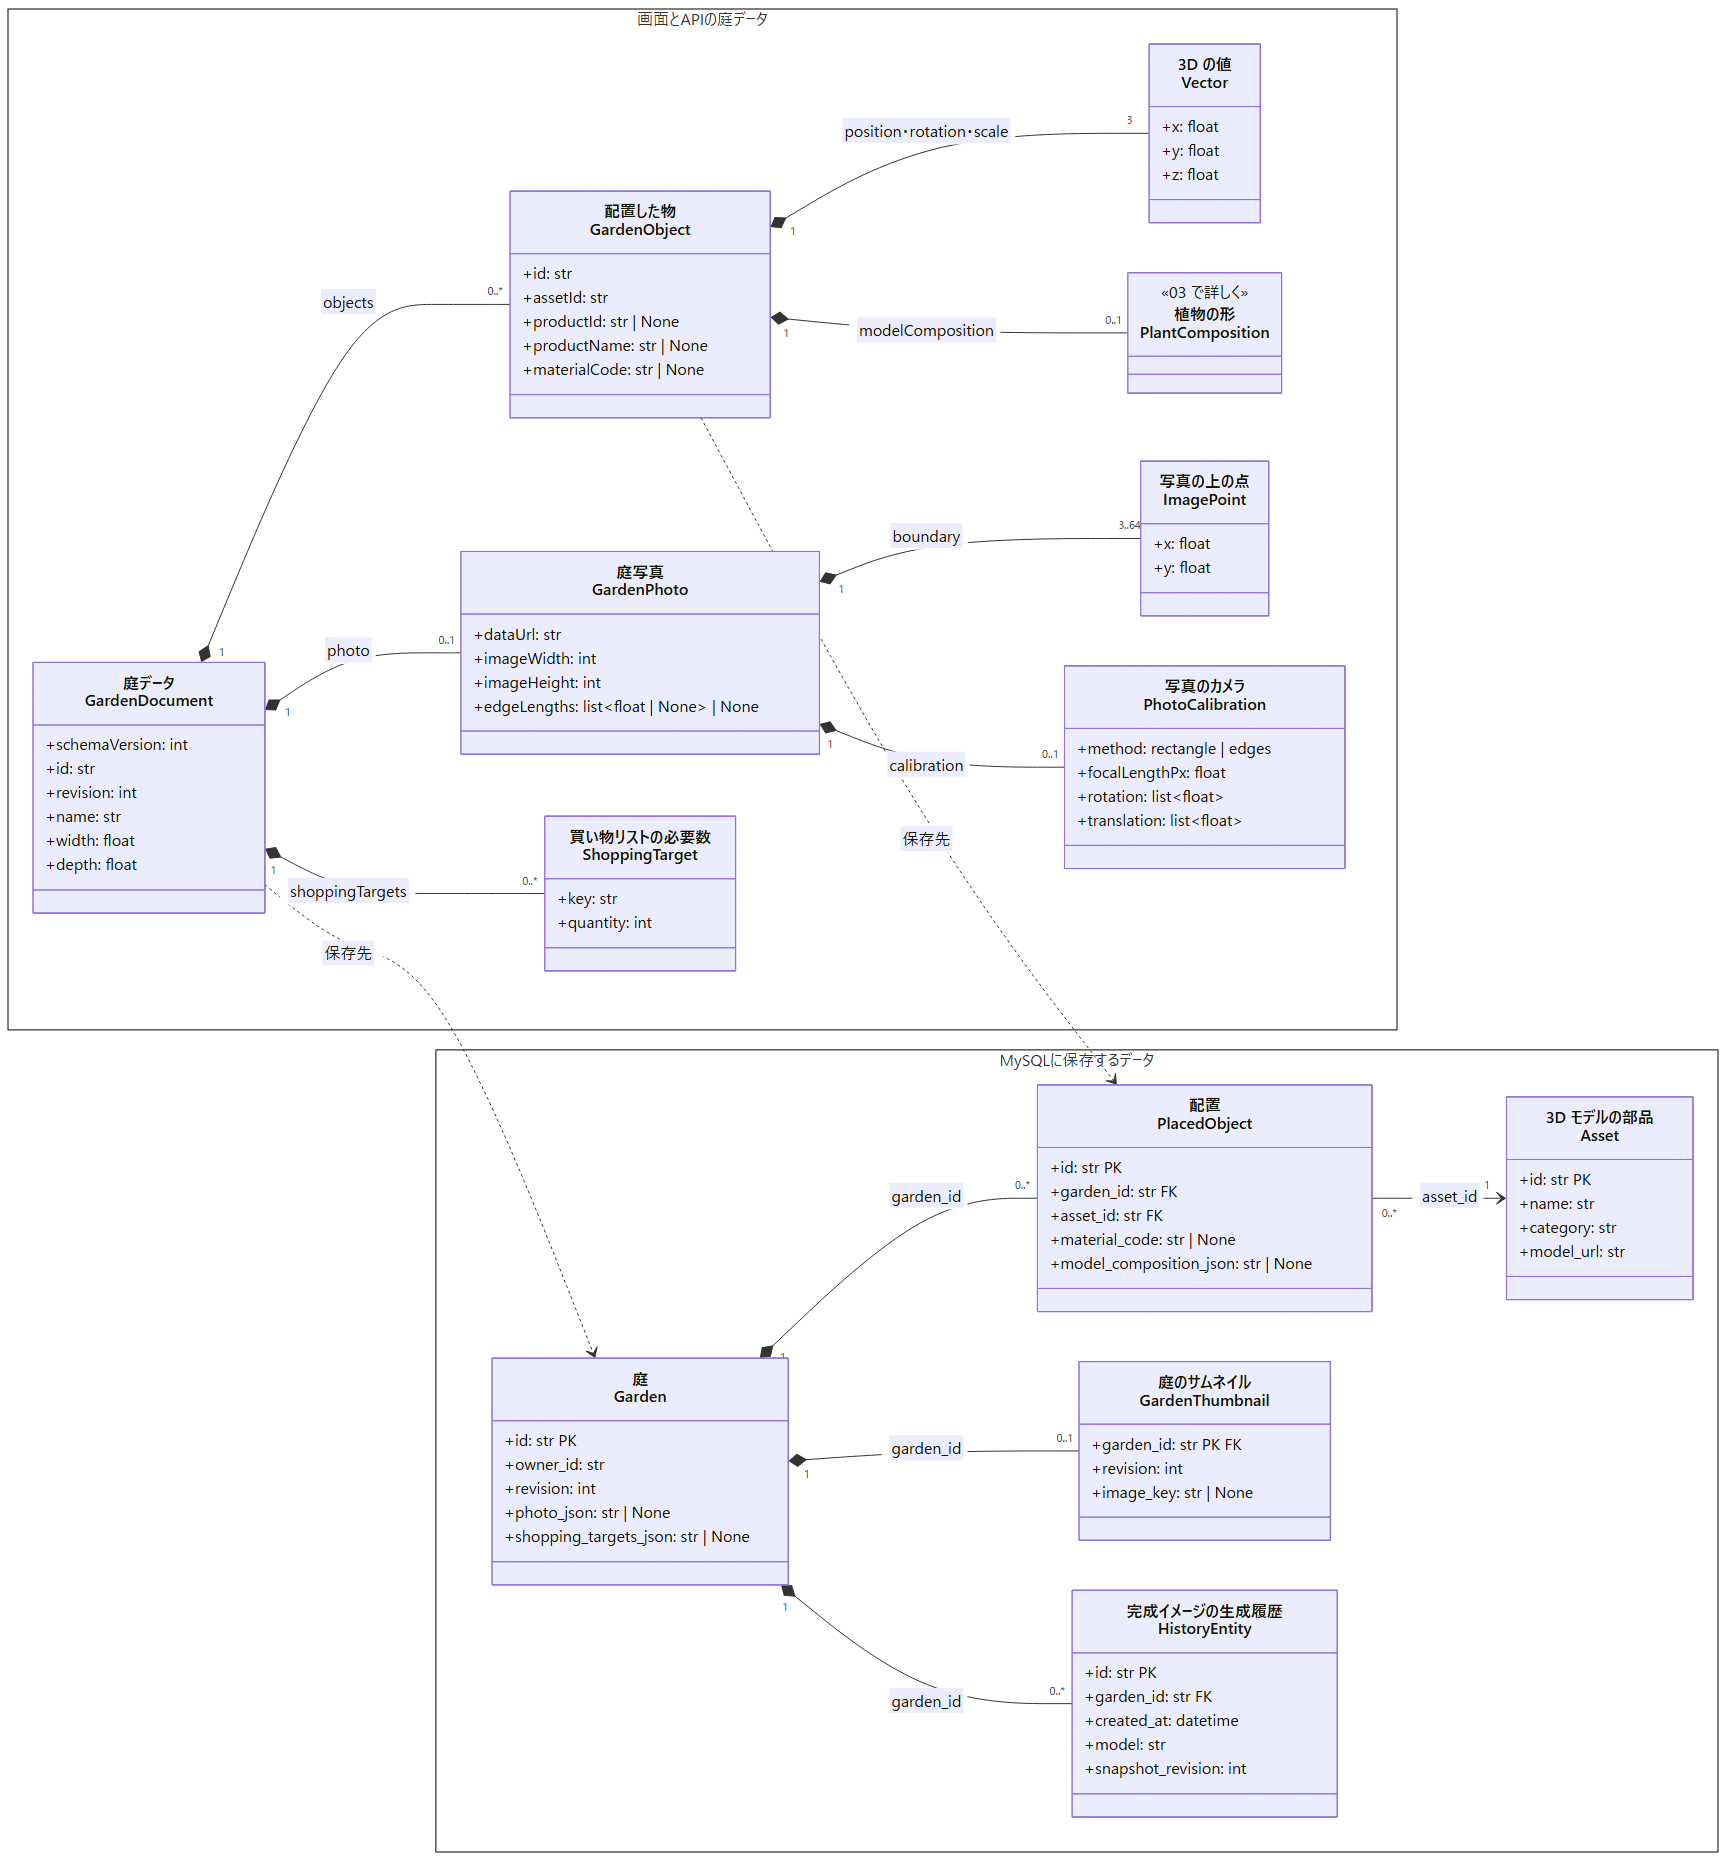 画面とAPIの庭データ
3D の値
Vector
+x: float
+y: float
+z: float
position・rotation・scale
3
1
配置した物
GardenObject
+id: str
+assetId: str
+productId: str | None
+productName: str | None
+materialCode: str | None
objects
0..*
1
modelComposition
0..1
1
«03 で詳しく»
植物の形
PlantComposition
写真の上の点
ImagePoint
+x: float
+y: float
boundary
3..64
1
庭写真
GardenPhoto
+dataUrl: str
+imageWidth: int
+imageHeight: int
+edgeLengths: list<float | None> | None
photo
0..1
1
庭データ
GardenDocument
+schemaVersion: int
+id: str
+revision: int
+name: str
+width: float
+depth: float
写真のカメラ
PhotoCalibration
+method: rectangle | edges
+focalLengthPx: float
+rotation: list<float>
+translation: list<float>
calibration
0..1
1
保存先
買い物リストの必要数
ShoppingTarget
+key: str
+quantity: int
shoppingTargets
0..*
1
保存先
MySQLに保存するデータ
配置
PlacedObject
+id: str PK
+garden_id: str FK
+asset_id: str FK
+material_code: str | None
+model_composition_json: str | None
3D モデルの部品
Asset
+id: str PK
+name: str
+category: str
+model_url: str
asset_id
1
0..*
garden_id
0..*
1
庭
Garden
+id: str PK
+owner_id: str
+revision: int
+photo_json: str | None
+shopping_targets_json: str | None
庭のサムネイル
GardenThumbnail
+garden_id: str PK FK
+revision: int
+image_key: str | None
garden_id
0..1
1
完成イメージの生成履歴
HistoryEntity
+id: str PK
+garden_id: str FK
+created_at: datetime
+model: str
+snapshot_revision: int
garden_id
0..*
1